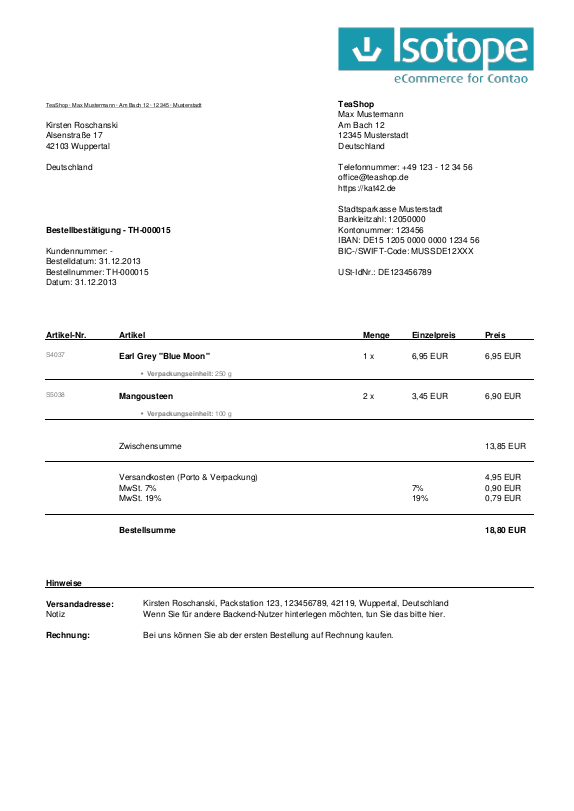 Isotope
eCommerce for Contao
TeaShop - Max Mustermann - Am Bach 12 - 12345 - Musterstadt
Kirsten Roschanski
Alsenstraße 17
42103 Wuppertal
Deutschland
TeaShop
Max Mustermann
Am Bach 12
12345 Musterstadt
Deutschland
Telefonnummer: +49 123 - 12 34 56
office@teashop.de
https://kat42.de
Stadtsparkasse Musterstadt
Bankleitzahl: 12050000
Kontonummer: 123456
IBAN: DE15 1205 0000 0000 1234 56
BIC-/SWIFT-Code: MUSSDE12XXX
USt-IdNr.: DE123456789
Bestellbestätigung - TH-000015
Kundennummer: -
Bestelldatum: 31.12.2013
Bestellnummer: TH-000015
Datum: 31.12.2013
Artikel-Nr. Artikel Menge Einzelpreis Preis
S4037 Earl Grey "Blue Moon" 1 x 6,95 EUR 6,95 EUR
• Verpackungseinheit: 250 g
S5038 Mangousteen 2 x 3,45 EUR 6,90 EUR
• Verpackungseinheit: 100 g
Zwischensumme 13,85 EUR
Versandkosten (Porto & Verpackung) 4,95 EUR
MwSt. 7% 7% 0,90 EUR
MwSt. 19% 19% 0,79 EUR
Bestellsumme 18,80 EUR
Hinweise
Versandadresse: Kirsten Roschanski, Packstation 123, 123456789, 42119, Wuppertal, Deutschland
Notiz Wenn Sie für andere Backend-Nutzer hinterlegen möchten, tun Sie das bitte hier.
Rechnung: Bei uns können Sie ab der ersten Bestellung auf Rechnung kaufen.